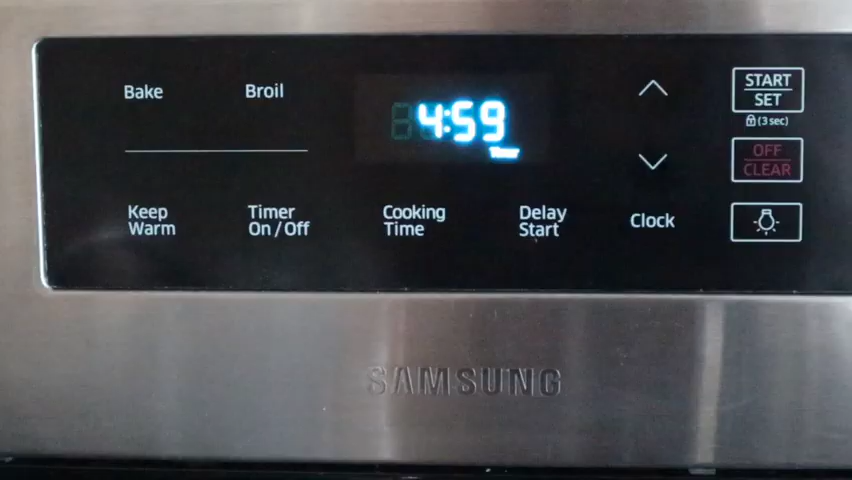 Bake
Broil
4:59
Timer
START
SET
(3 sec)
OFF
CLEAR
Keep
Warm
Timer
On / Off
Cooking
Time
Delay
Start
Clock
SAMSUNG